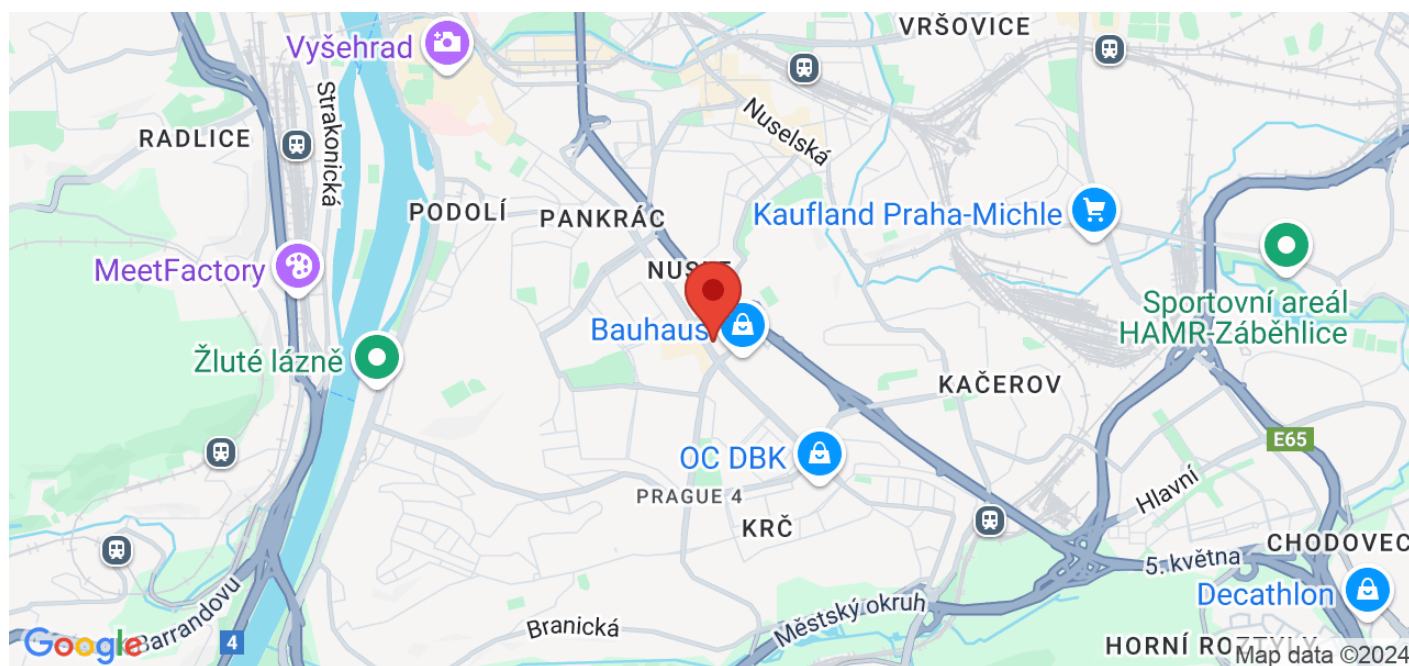 VRŠOVICE
Vyšehrad
Strakonická
Nuselská
RADLICE
PODOLÍ
PANKRÁC
Kaufland Praha-Michle
MeetFactory
Sportovní areál
HAMR-Záběhlice
Bauhaus
Žluté lázně
KAČEROV
E65
OC DBK
PRAGUE 4
Hlavní
KRČ
CHODOVEC
5. května
Decathlon
Městský okruh
Barrandovu
Branická
4
HORNÍ ROZTYLY
Google
Map data ©2024